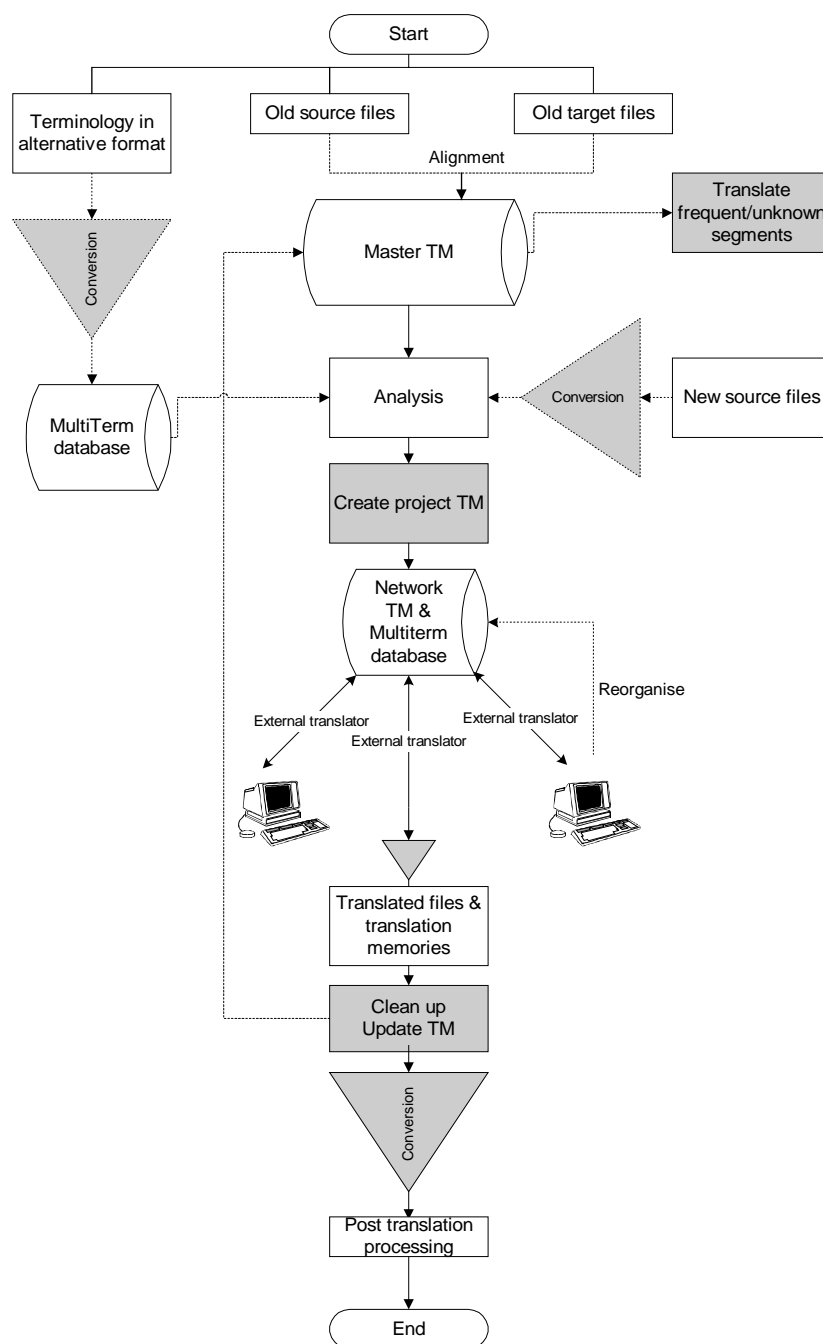 Start
Terminology in
alternative format
Old source files
Old target files
Alignment
Translate
frequent/unknown
segments
Conversion
Master TM
Analysis
Conversion
New source files
MultiTerm
database
Create project TM
Network
TM &
Multiterm
database
Reorganise
External translator
External translator
External translator
Translated files &
translation
memories
Clean up
Update TM
Conversion
Post translation
processing
End